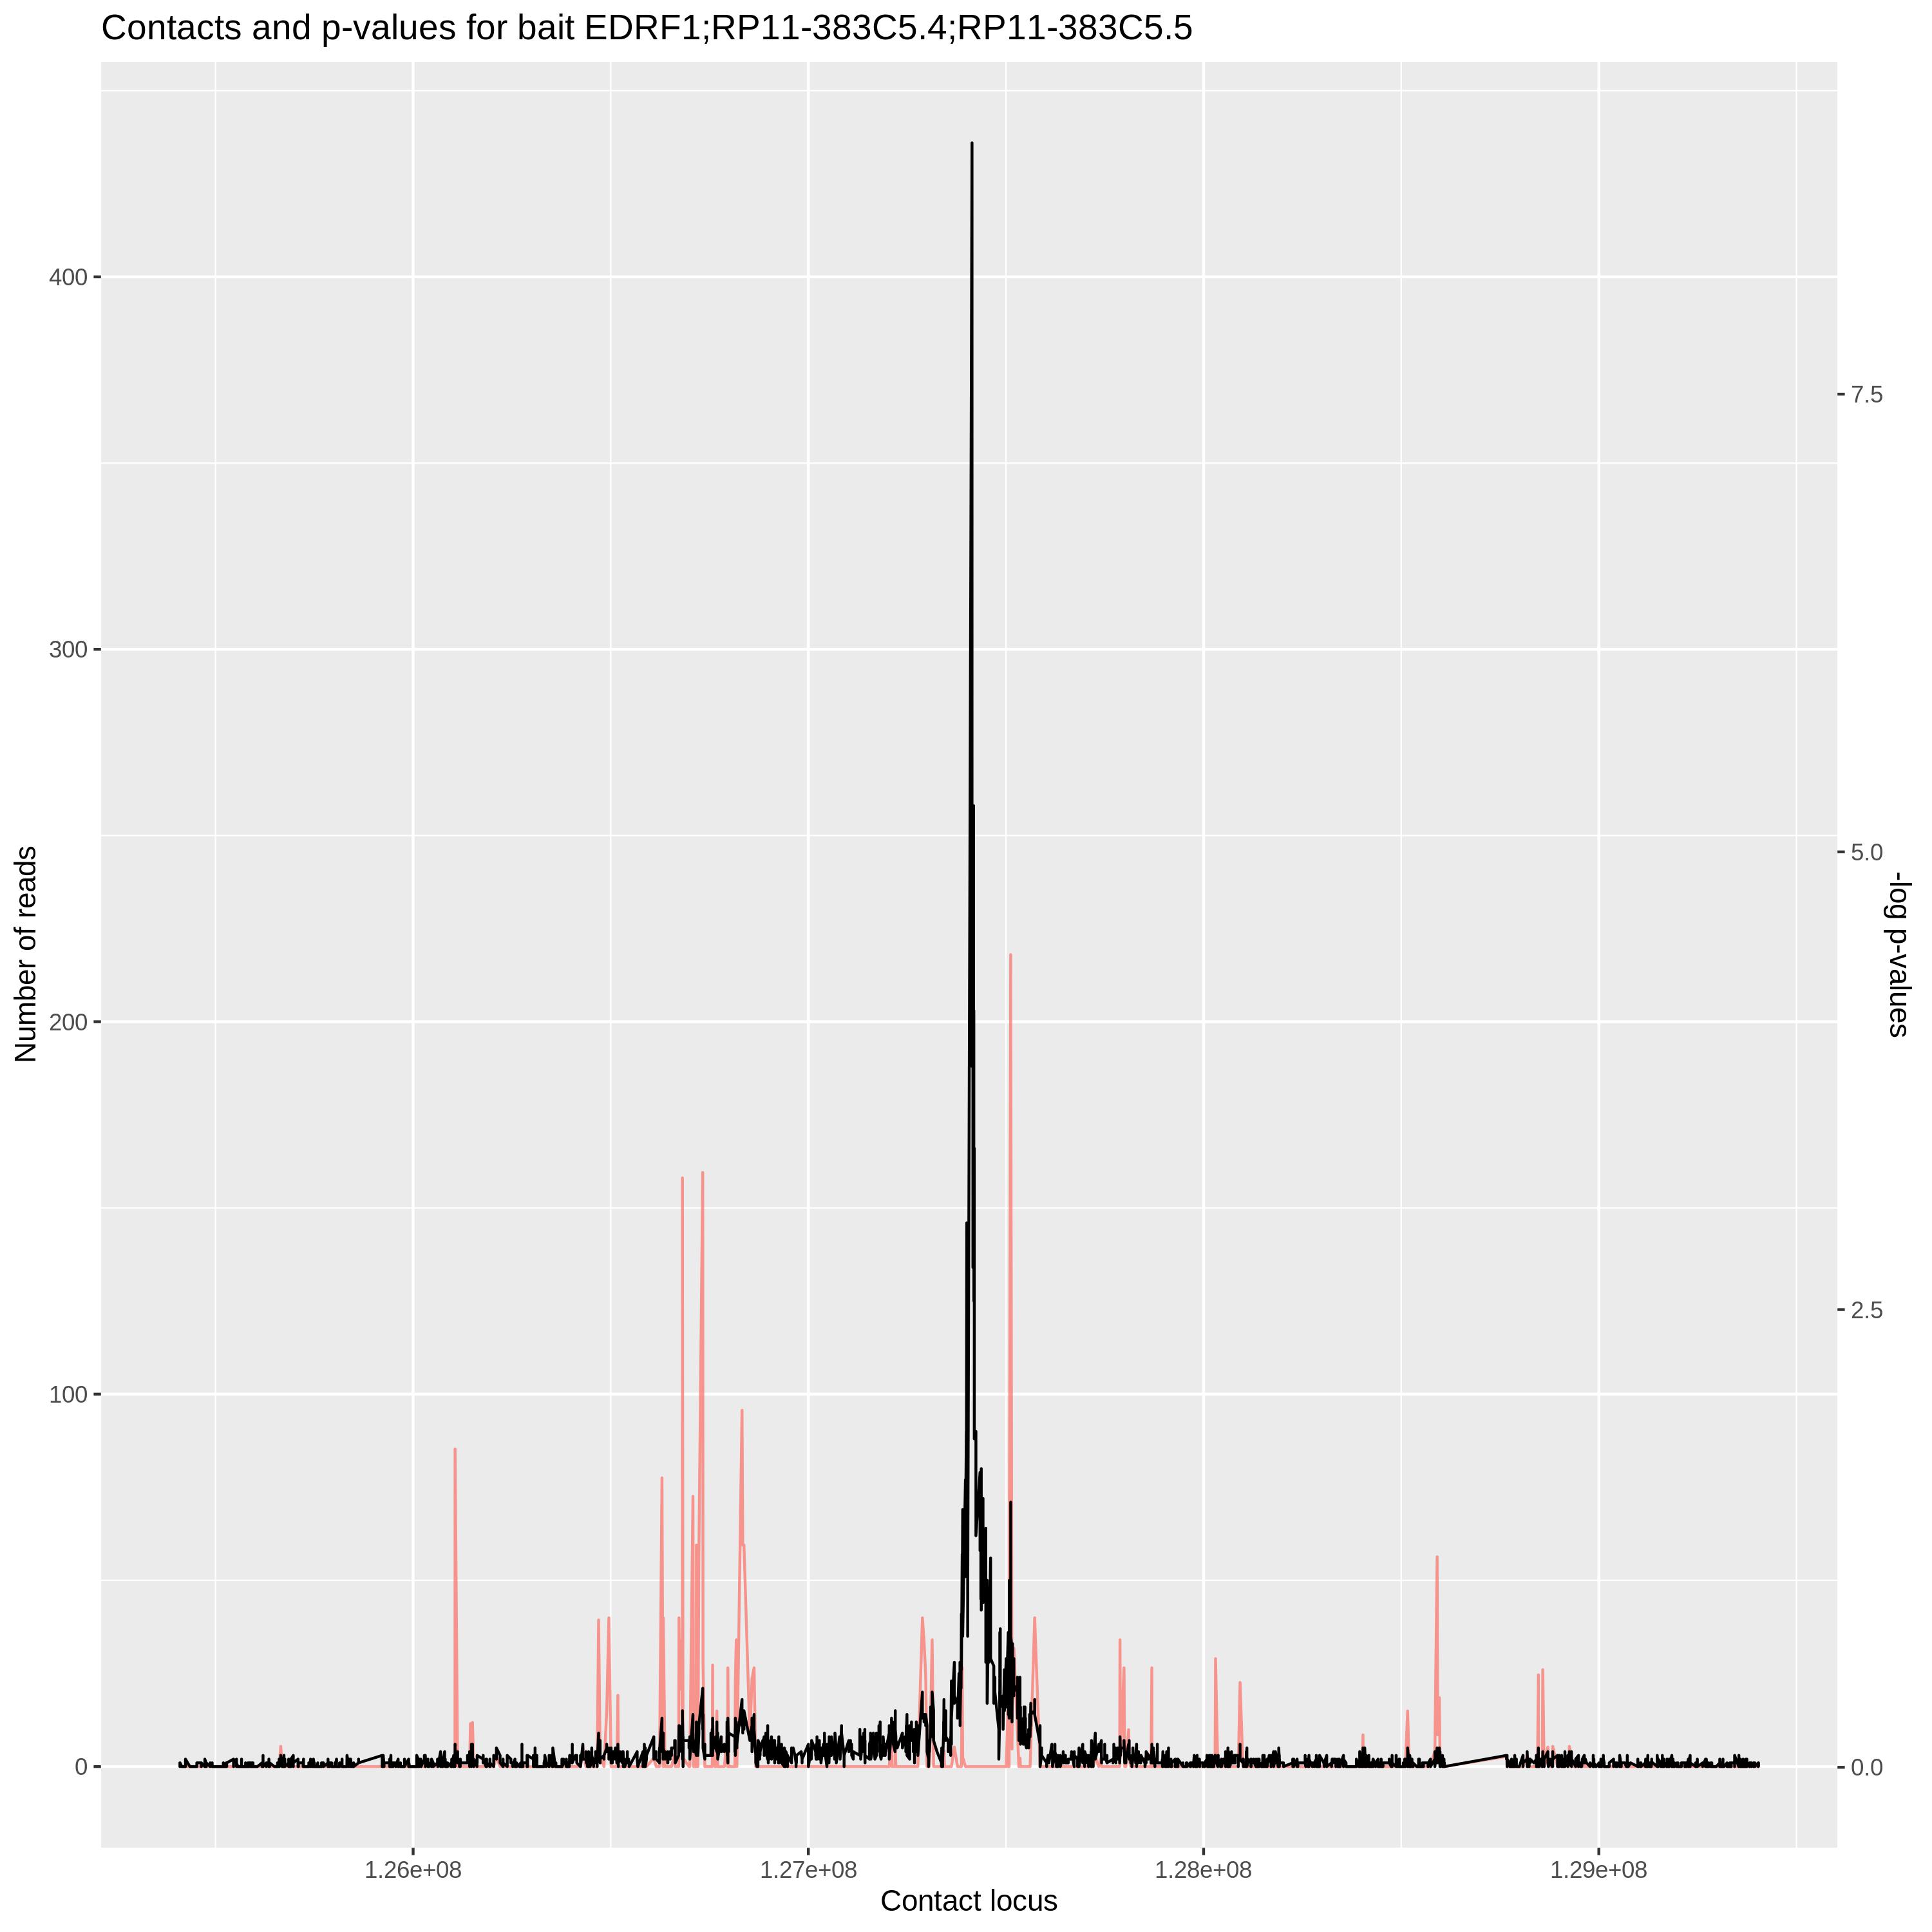 Contacts and p-values for bait EDRF1;RP11-383C5.4;RP11-383C5.5
400
300
200
100
0
Number of reads
7.5
5.0
2.5
0.0
-log p-values
1.26e+08
1.27e+08
1.28e+08
1.29e+08
Contact locus